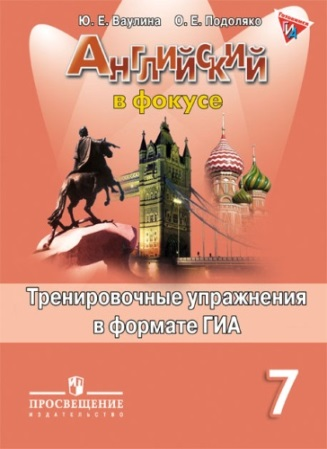 Ю. Е. Ваулина О. Е. Подоляко
Английский
в фокусе
Тренировочные упражнения
в формате ГИА
ПРОСВЕЩЕНИЕ
ИЗДАТЕЛЬСТВО
7